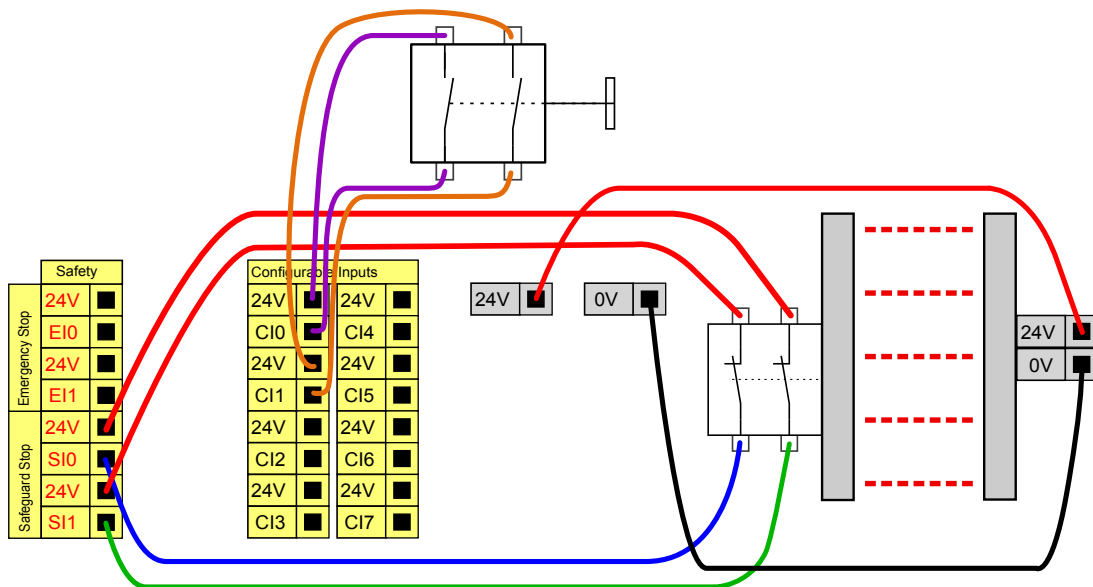 Safety
Emergency Stop
24V
EI0
24V
EI1
Safeguard Stop
24V
SI0
24V
SI1
Configurable Inputs
24V 24V
CI0 CI4
24V 24V
CI1 CI5
24V 24V
CI2 CI6
24V 24V
CI3 CI7
24V
0V
24V
0V